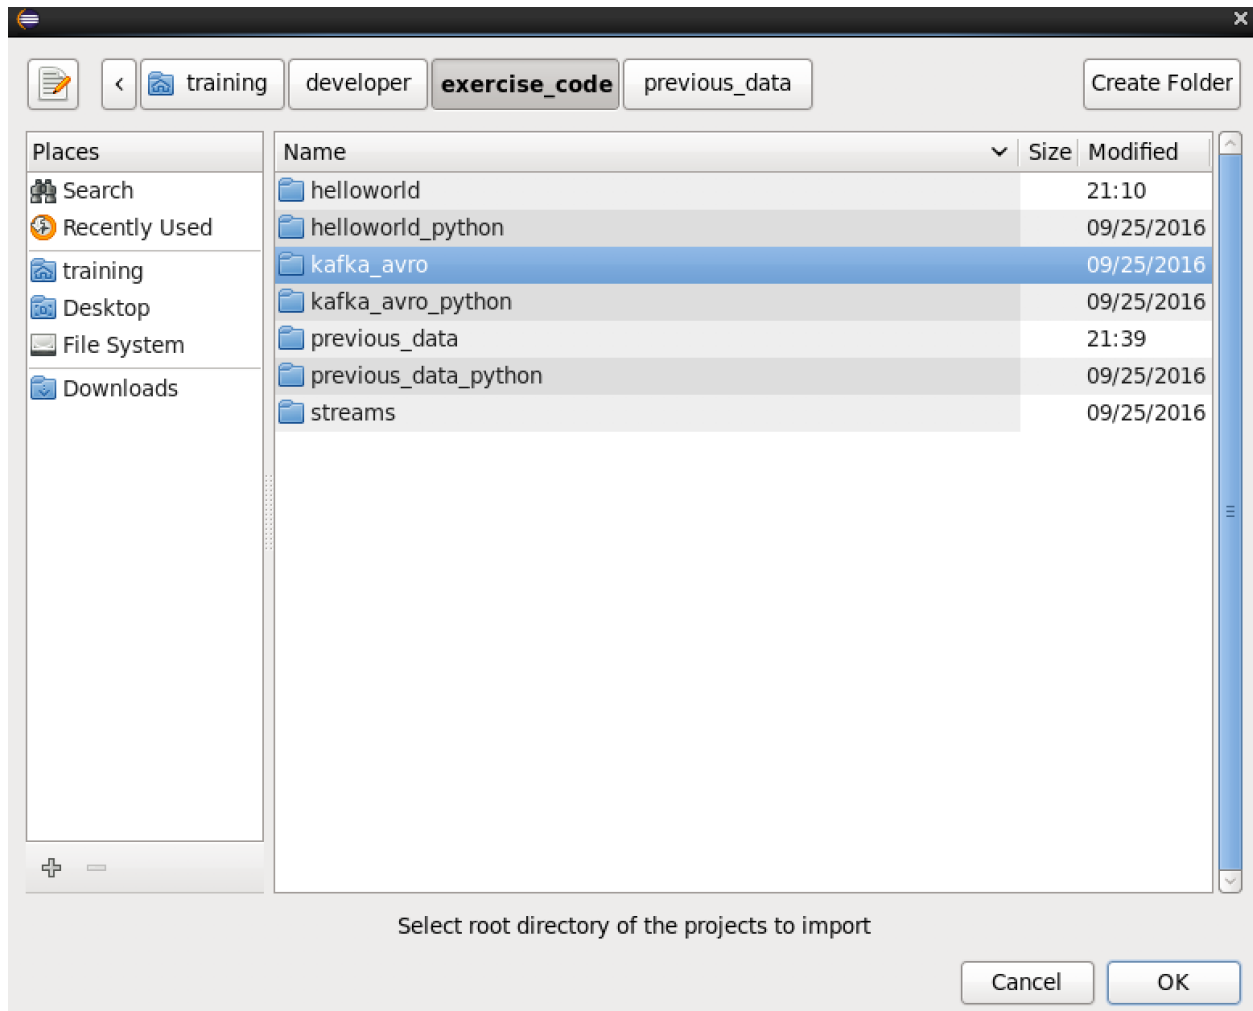 training developer exercise_code previous_data Create Folder
Places
Search
Recently Used
training
Desktop
File System
Downloads
Name Size Modified
helloworld 21:10
helloworld_python 09/25/2016
kafka_avro 09/25/2016
kafka_avro_python 09/25/2016
previous_data 21:39
previous_data_python 09/25/2016
streams 09/25/2016
Select root directory of the projects to import
Cancel OK